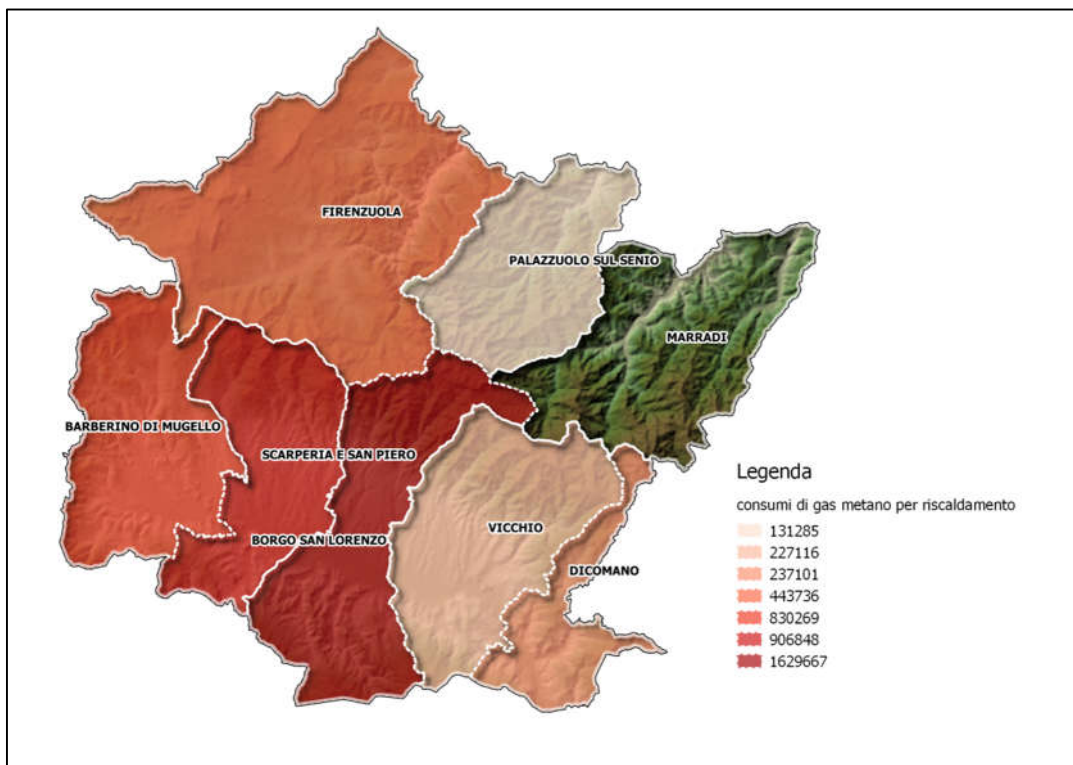 FIRENZUOLA
PALAZZUOLO SUL SENIO
MARRADI
BARBERINO DI MUGELLO
SCARPERIA E SAN PIERO
BORGO SAN LORENZO
VICCHIO
DICOMANO
Legenda
consumi di gas metano per riscaldamento
131285
227116
237101
443736
830269
906848
1629667